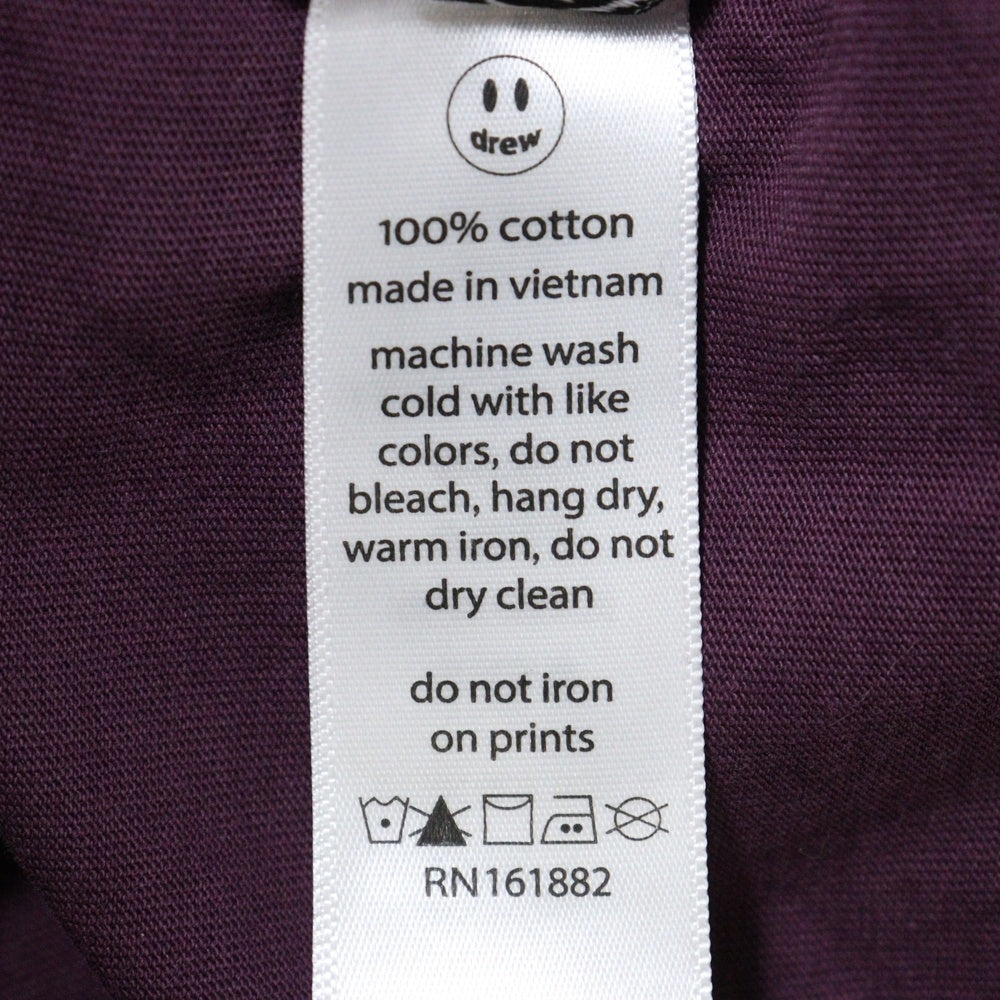 drew
100% cotton
made in vietnam
machine wash
cold with like
colors, do not
bleach, hang dry,
warm iron, do not
dry clean
do not iron
on prints
RN161882